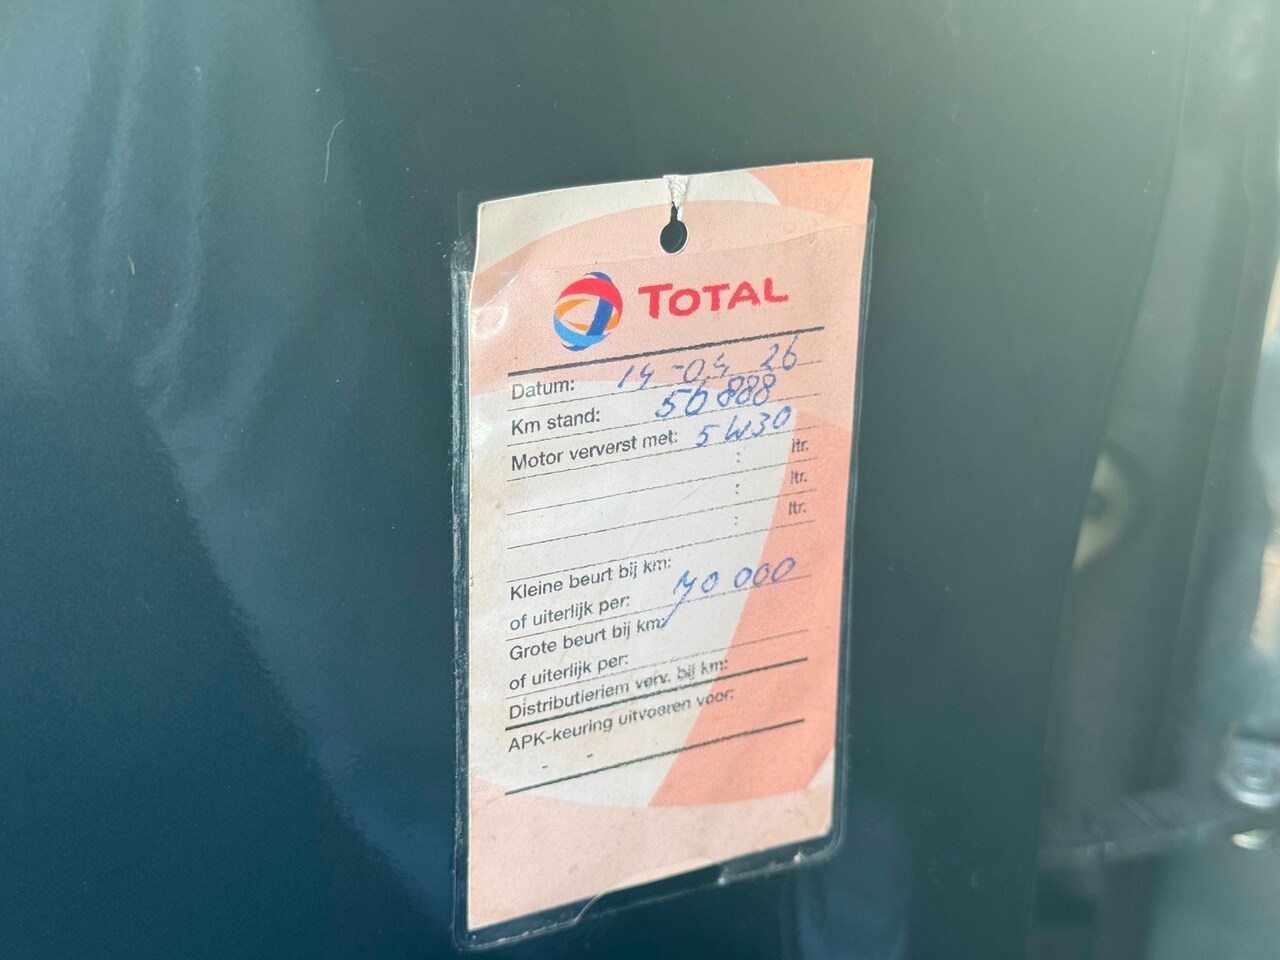 TOTAL
Datum: 14-04 26
Km stand: 56888
Motor ververst met: 5W30
: ltr.
: ltr.
: ltr.
Kleine beurt bij km:
of uiterlijk per: 70 000
Grote beurt bij km:
of uiterlijk per:
Distributieriem verv. bij km:
APK-keuring uitvoeren voor:
- -